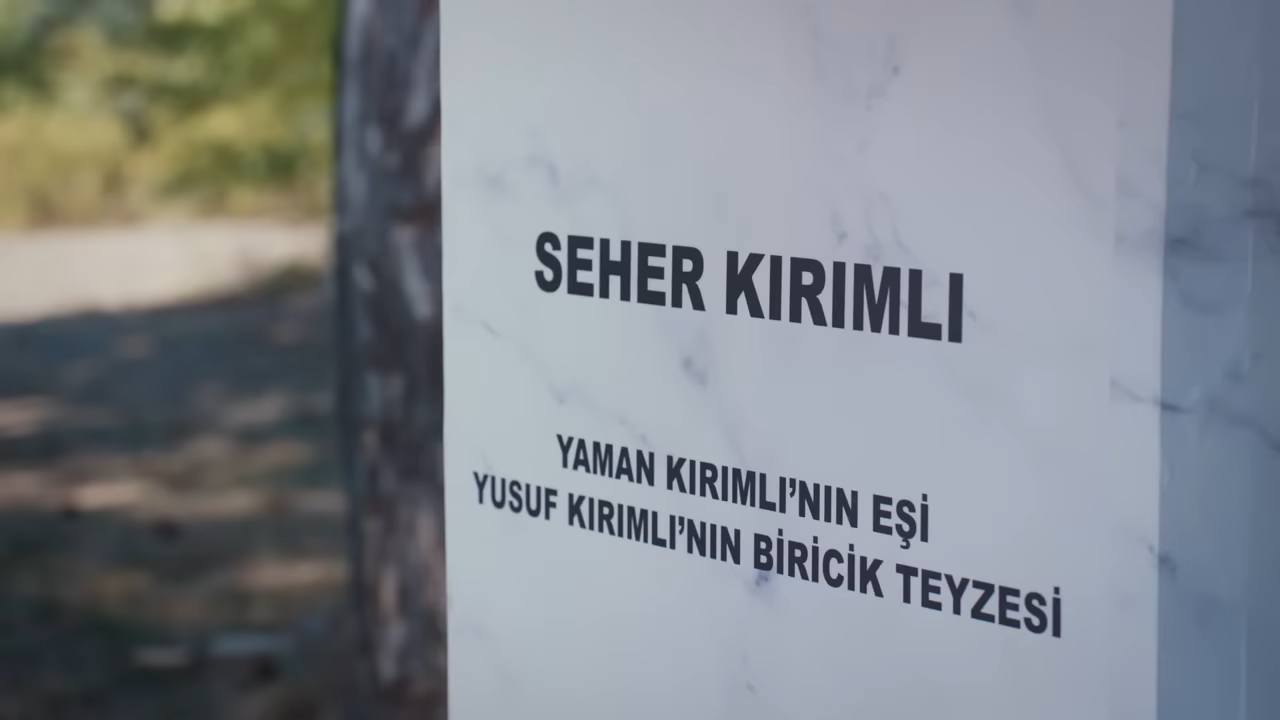 SEHER KIRIMLI
YAMAN KIRIMLI’NIN EŞİ
YUSUF KIRIMLI’NIN BİRİCİK TEYZESİ